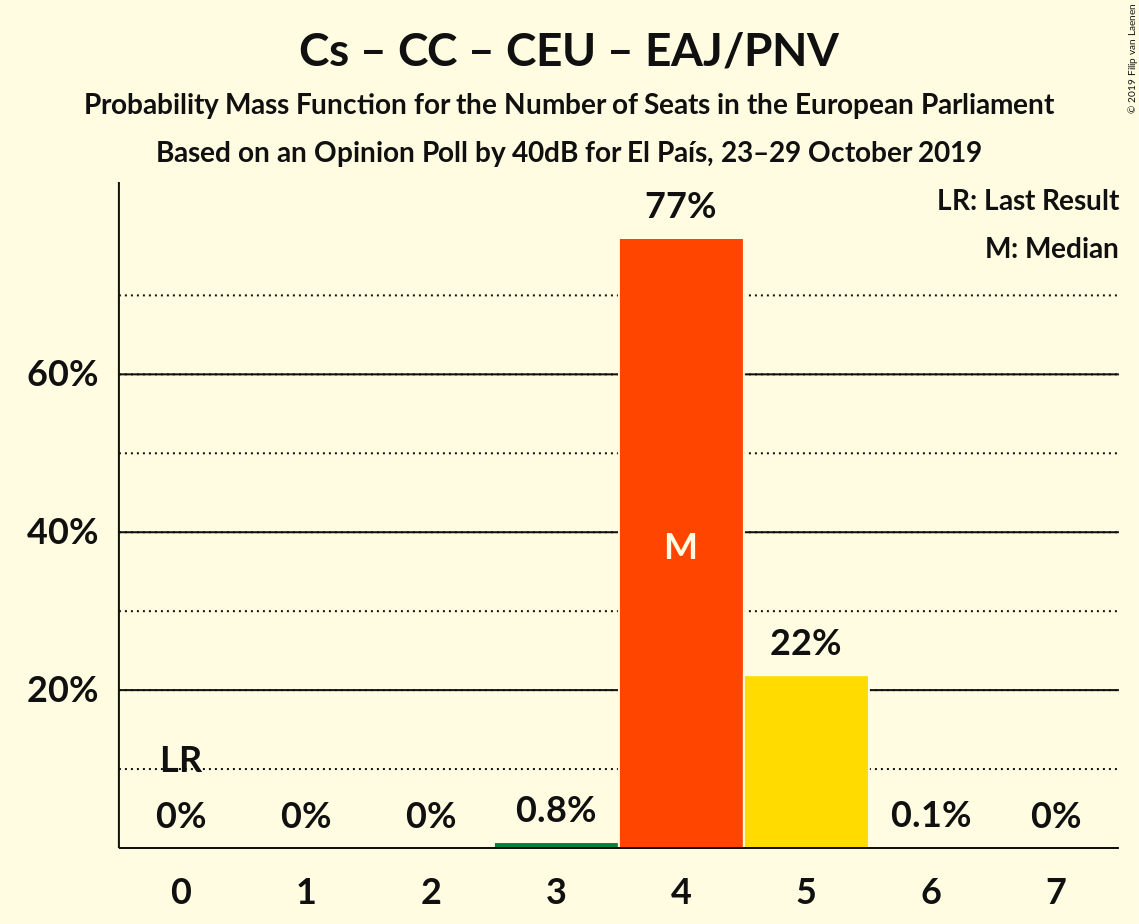 Cs – CC – CEU – EAJ/PNV
Probability Mass Function for the Number of Seats in the European Parliament
Based on an Opinion Poll by 40dB for El País, 23–29 October 2019
© 2019 Filip van Laenen
LR: Last Result
M: Median
77%
60%
40%
M
22%
20%
LR
0%
0%
0%
0.8%
0.1%
0%
0
1
2
3
4
5
6
7